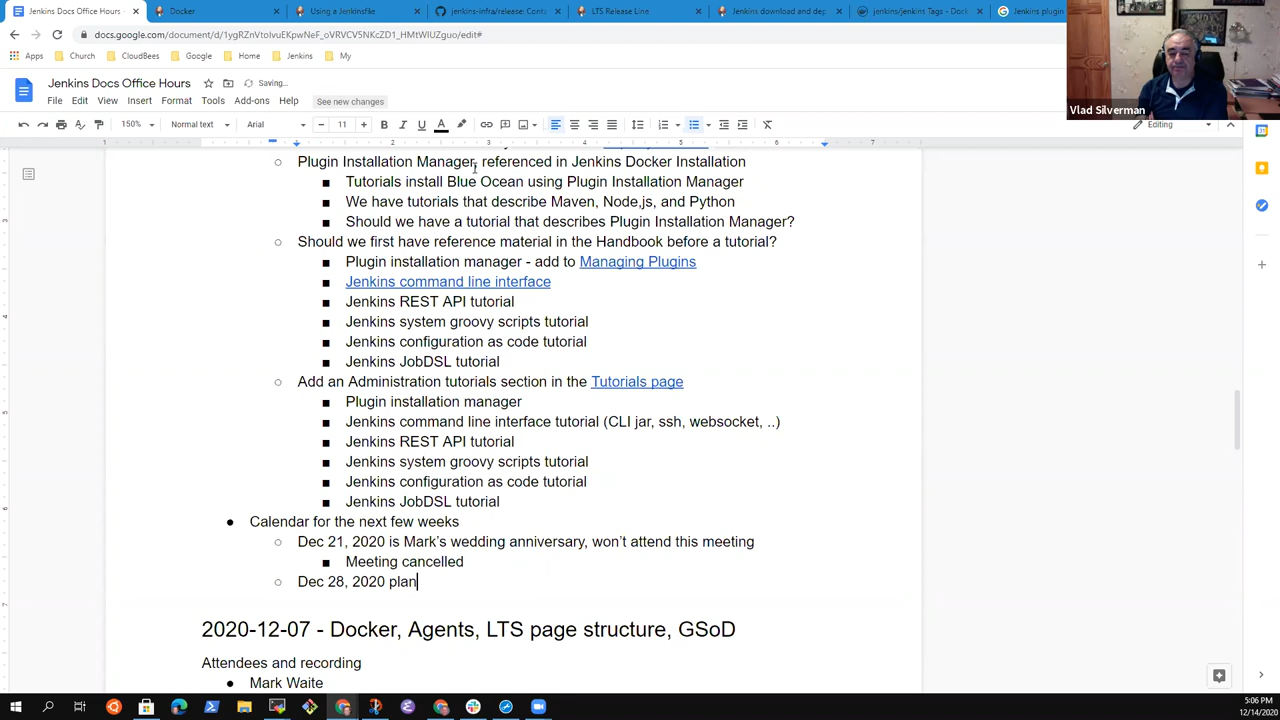 Jenkins Docs Office Hours
Docker
Using a Jenkinsfile
jenkins-infra/release: Conta
LTS Release Line
Jenkins download and dep
jenkins/jenkins Tags - Dock
Jenkins plugin
docs.google.com/document/d/1ygRZnVtoIvuEKpwNeF_oVRVCV5NKcZD1_HMtWIUZguo/edit#
Apps
Church
CloudBees
Google
Home
Jenkins
My
Vlad Silverman
Jenkins Docs Office Hours
Saving...
File Edit View Insert Format Tools Add-ons Help
See new changes
150%
Normal text
Arial
11
Editing
Plugin Installation Manager, referenced in Jenkins Docker Installation
Tutorials install Blue Ocean using Plugin Installation Manager
We have tutorials that describe Maven, Node.js, and Python
Should we have a tutorial that describes Plugin Installation Manager?
Should we first have reference material in the Handbook before a tutorial?
Plugin installation manager - add to Managing Plugins
Jenkins command line interface
Jenkins REST API tutorial
Jenkins system groovy scripts tutorial
Jenkins configuration as code tutorial
Jenkins JobDSL tutorial
Add an Administration tutorials section in the Tutorials page
Plugin installation manager
Jenkins command line interface tutorial (CLI jar, ssh, websocket, ..)
Jenkins REST API tutorial
Jenkins system groovy scripts tutorial
Jenkins configuration as code tutorial
Jenkins JobDSL tutorial
Calendar for the next few weeks
Dec 21, 2020 is Mark's wedding anniversary, won't attend this meeting
Meeting cancelled
Dec 28, 2020 plan
2020-12-07 - Docker, Agents, LTS page structure, GSoD
Attendees and recording
Mark Waite
5:06 PM
12/14/2020